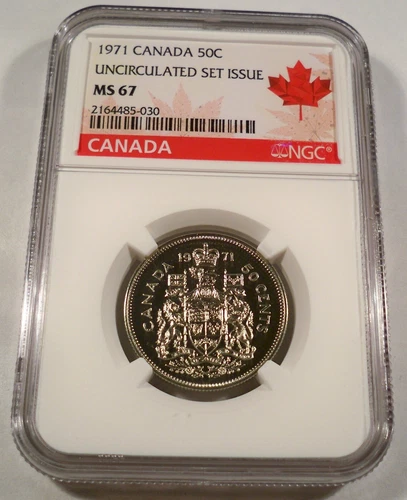 1971 CANADA 50C
UNCIRCULATED SET ISSUE
MS 67
2164485-030
CANADA
NGC®
19 71
CANADA 50 CENTS